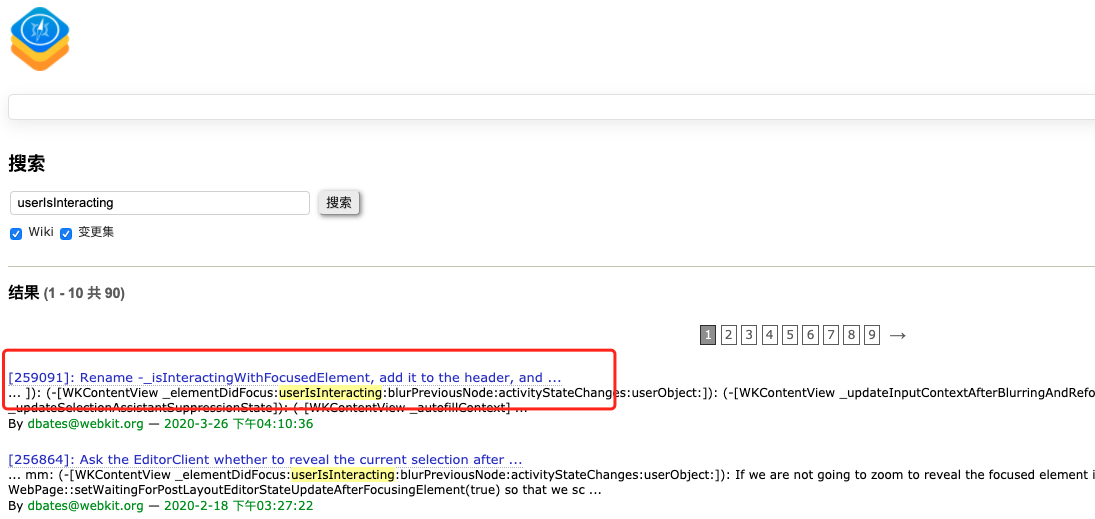 搜索
userIsInteracting 搜索
Wiki 变更集
结果 (1 - 10 共 90)
1 2 3 4 5 6 7 8 9 →
[259091]: Rename -_isInteractingWithFocusedElement, add it to the header, and ...
... ]): (-[WKContentView _elementDidFocus:userIsInteracting:blurPreviousNode:activityStateChanges:userObject:]): (-[WKContentView _updateInputContextAfterBlurringAndRefo
_updateSelectionAssistantSuppressionState]): (-[WKContentView _autofillContext] ...
By dbates@webkit.org — 2020-3-26 下午04:10:36
[256864]: Ask the EditorClient whether to reveal the current selection after ...
... mm: (-[WKContentView _elementDidFocus:userIsInteracting:blurPreviousNode:activityStateChanges:userObject:]): If we are not going to zoom to reveal the focused element i
WebPage::setWaitingForPostLayoutEditorStateUpdateAfterFocusingElement(true) so that we sc ...
By dbates@webkit.org — 2020-2-18 下午03:27:22